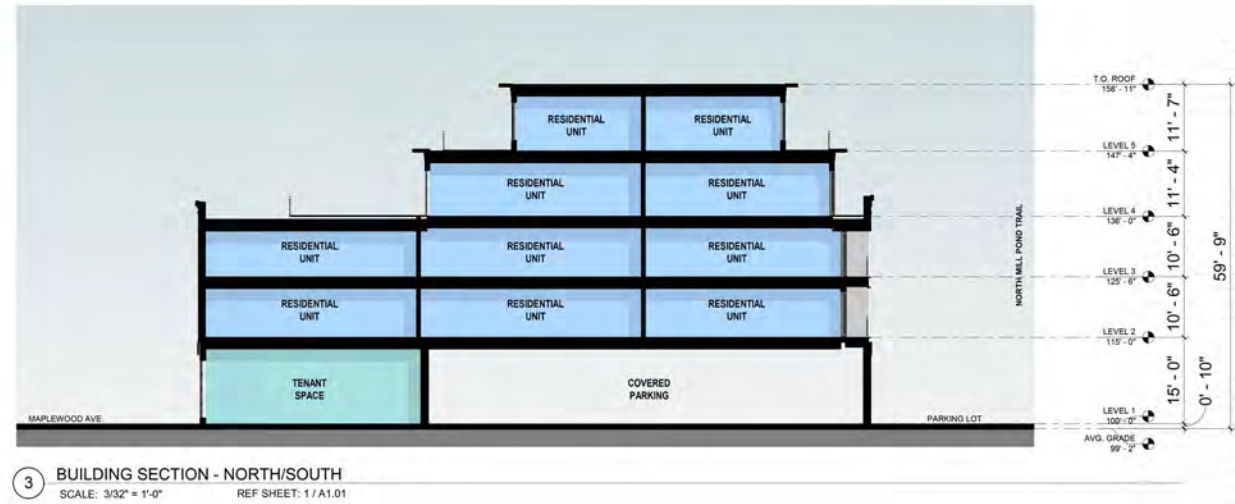 T.O. ROOF
158' - 11"
11' - 7"
RESIDENTIAL
UNIT
RESIDENTIAL
UNIT
LEVEL 5
147' - 4"
11' - 4"
RESIDENTIAL
UNIT
RESIDENTIAL
UNIT
LEVEL 4
136' - 0"
NORTH MILL POND TRAIL
10' - 6"
59' - 9"
RESIDENTIAL
UNIT
RESIDENTIAL
UNIT
RESIDENTIAL
UNIT
LEVEL 3
125' - 6"
10' - 6"
RESIDENTIAL
UNIT
RESIDENTIAL
UNIT
RESIDENTIAL
UNIT
LEVEL 2
115' - 0"
15' - 0"
0' - 10"
TENANT
SPACE
COVERED
PARKING
MAPLEWOOD AVE.
PARKING LOT
LEVEL 1
100' - 0"
AVG. GRADE
99' - 2"
3
BUILDING SECTION - NORTH/SOUTH
SCALE: 3/32" = 1'-0" REF SHEET: 1 / A1.01